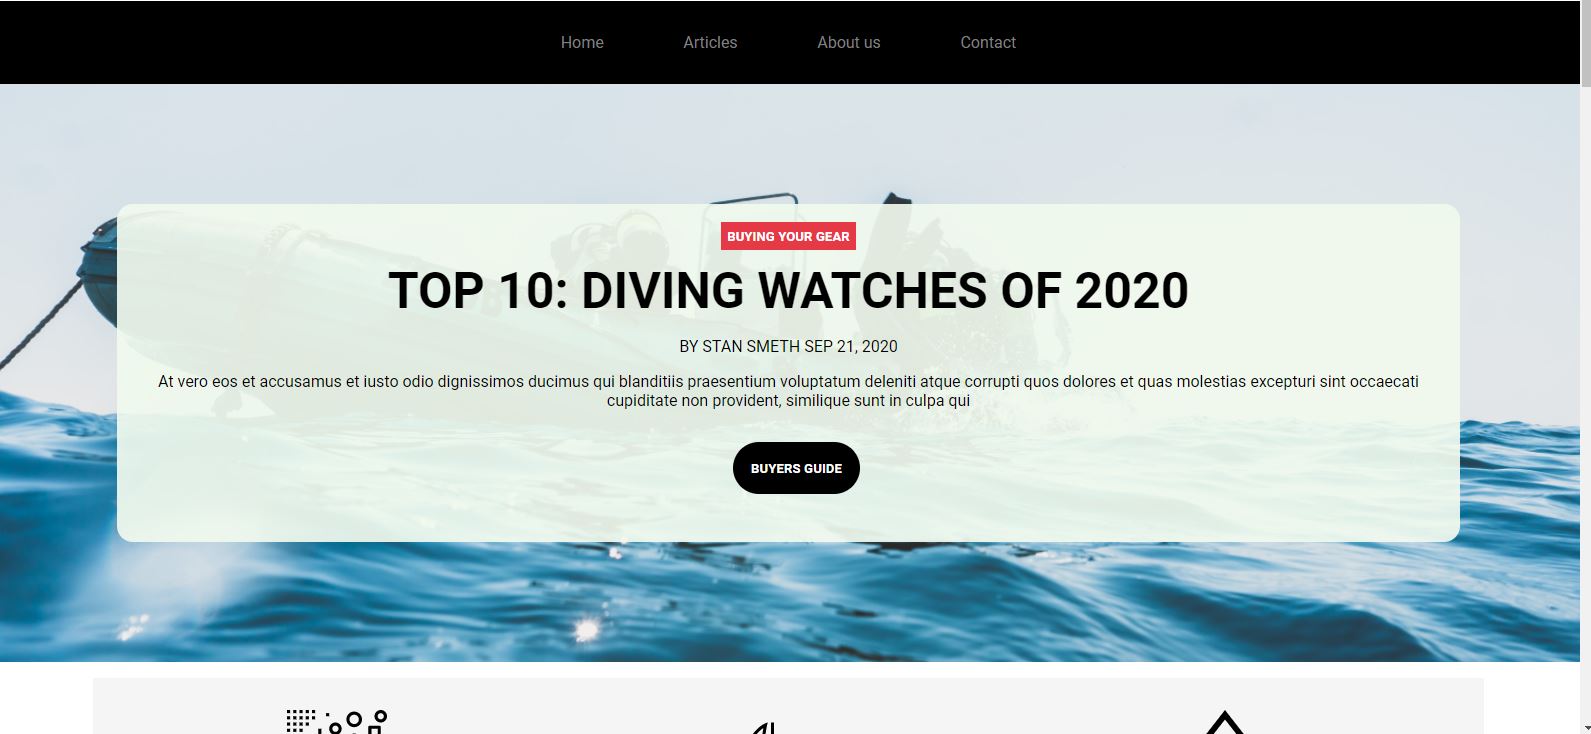 Home Articles About us Contact
BUYING YOUR GEAR
TOP 10: DIVING WATCHES OF 2020
BY STAN SMETH SEP 21, 2020
At vero eos et accusamus et iusto odio dignissimos ducimus qui blanditiis praesentium voluptatum deleniti atque corrupti quos dolores et quas molestias excepturi sint occaecati
cupiditate non provident, similique sunt in culpa qui
BUYERS GUIDE